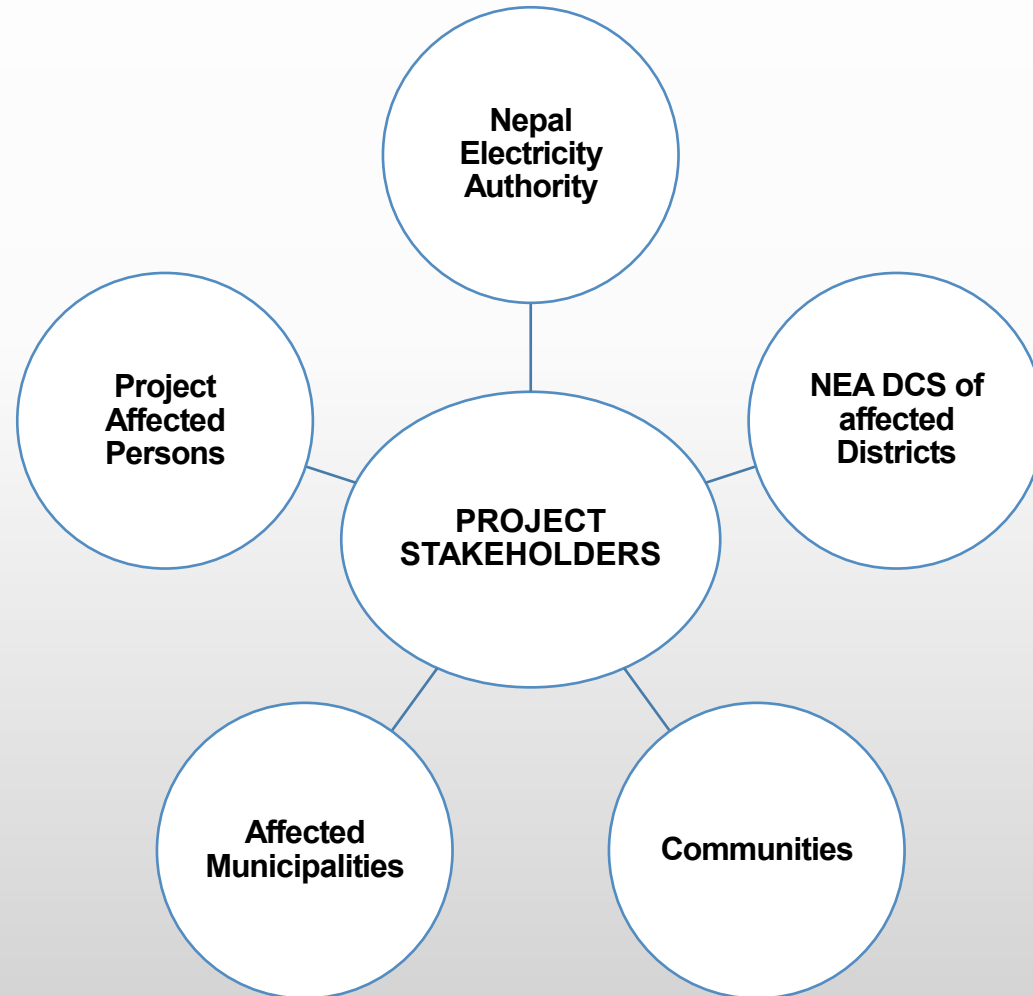 Nepal
Electricity
Authority
Project
Affected
Persons
NEA DCS of
affected
Districts
PROJECT
STAKEHOLDERS
Affected
Municipalities
Communities